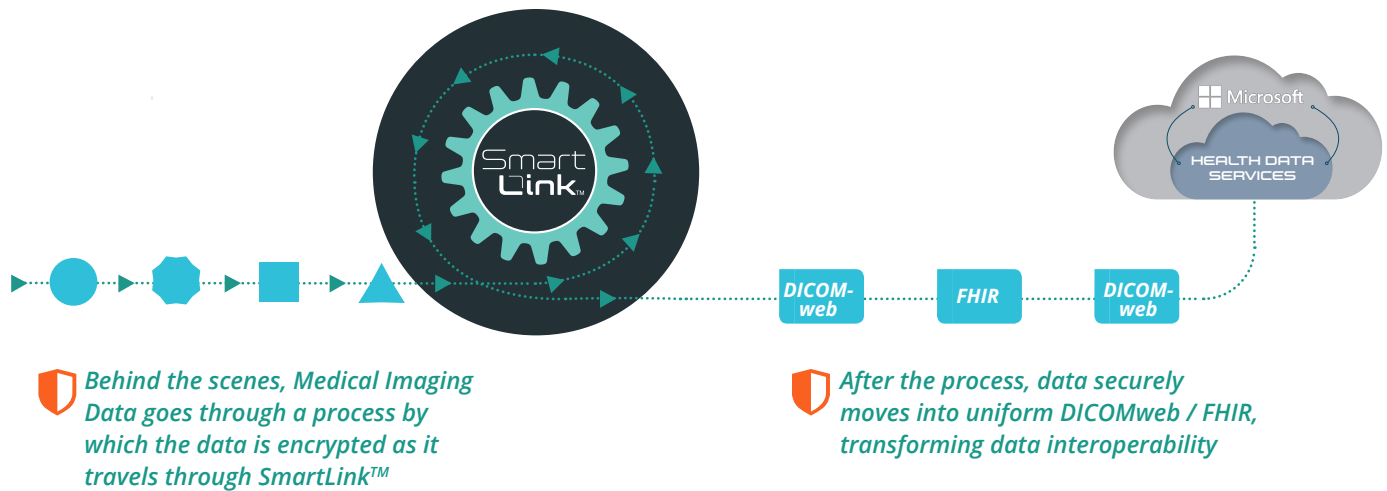 Smart
Link™
Microsoft
HEALTH DATA
SERVICES
DICOM-
web
FHIR
DICOM-
web
Behind the scenes, Medical Imaging
Data goes through a process by
which the data is encrypted as it
travels through SmartLink™
After the process, data securely
moves into uniform DICOMweb / FHIR,
transforming data interoperability